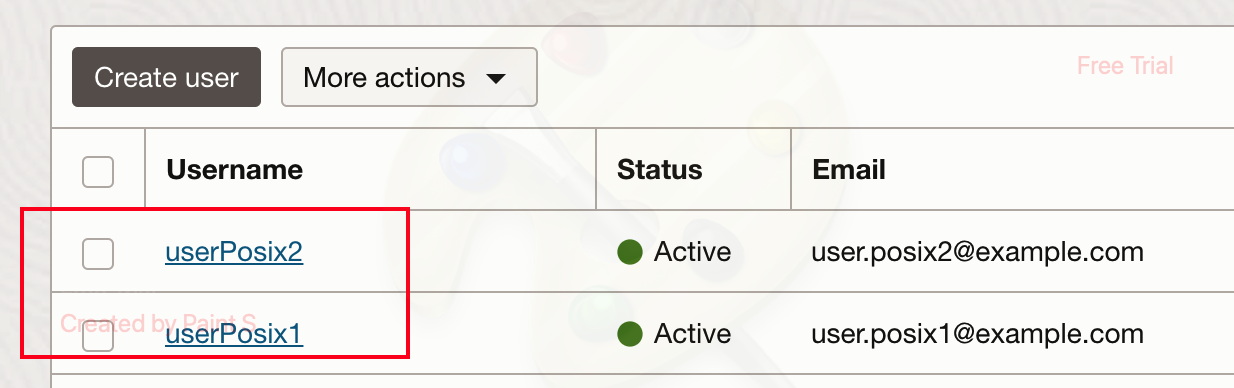 Create user More actions Free Trial
Username Status Email
userPosix2 Active user.posix2@example.com
Created by Paint S
userPosix1 Active user.posix1@example.com